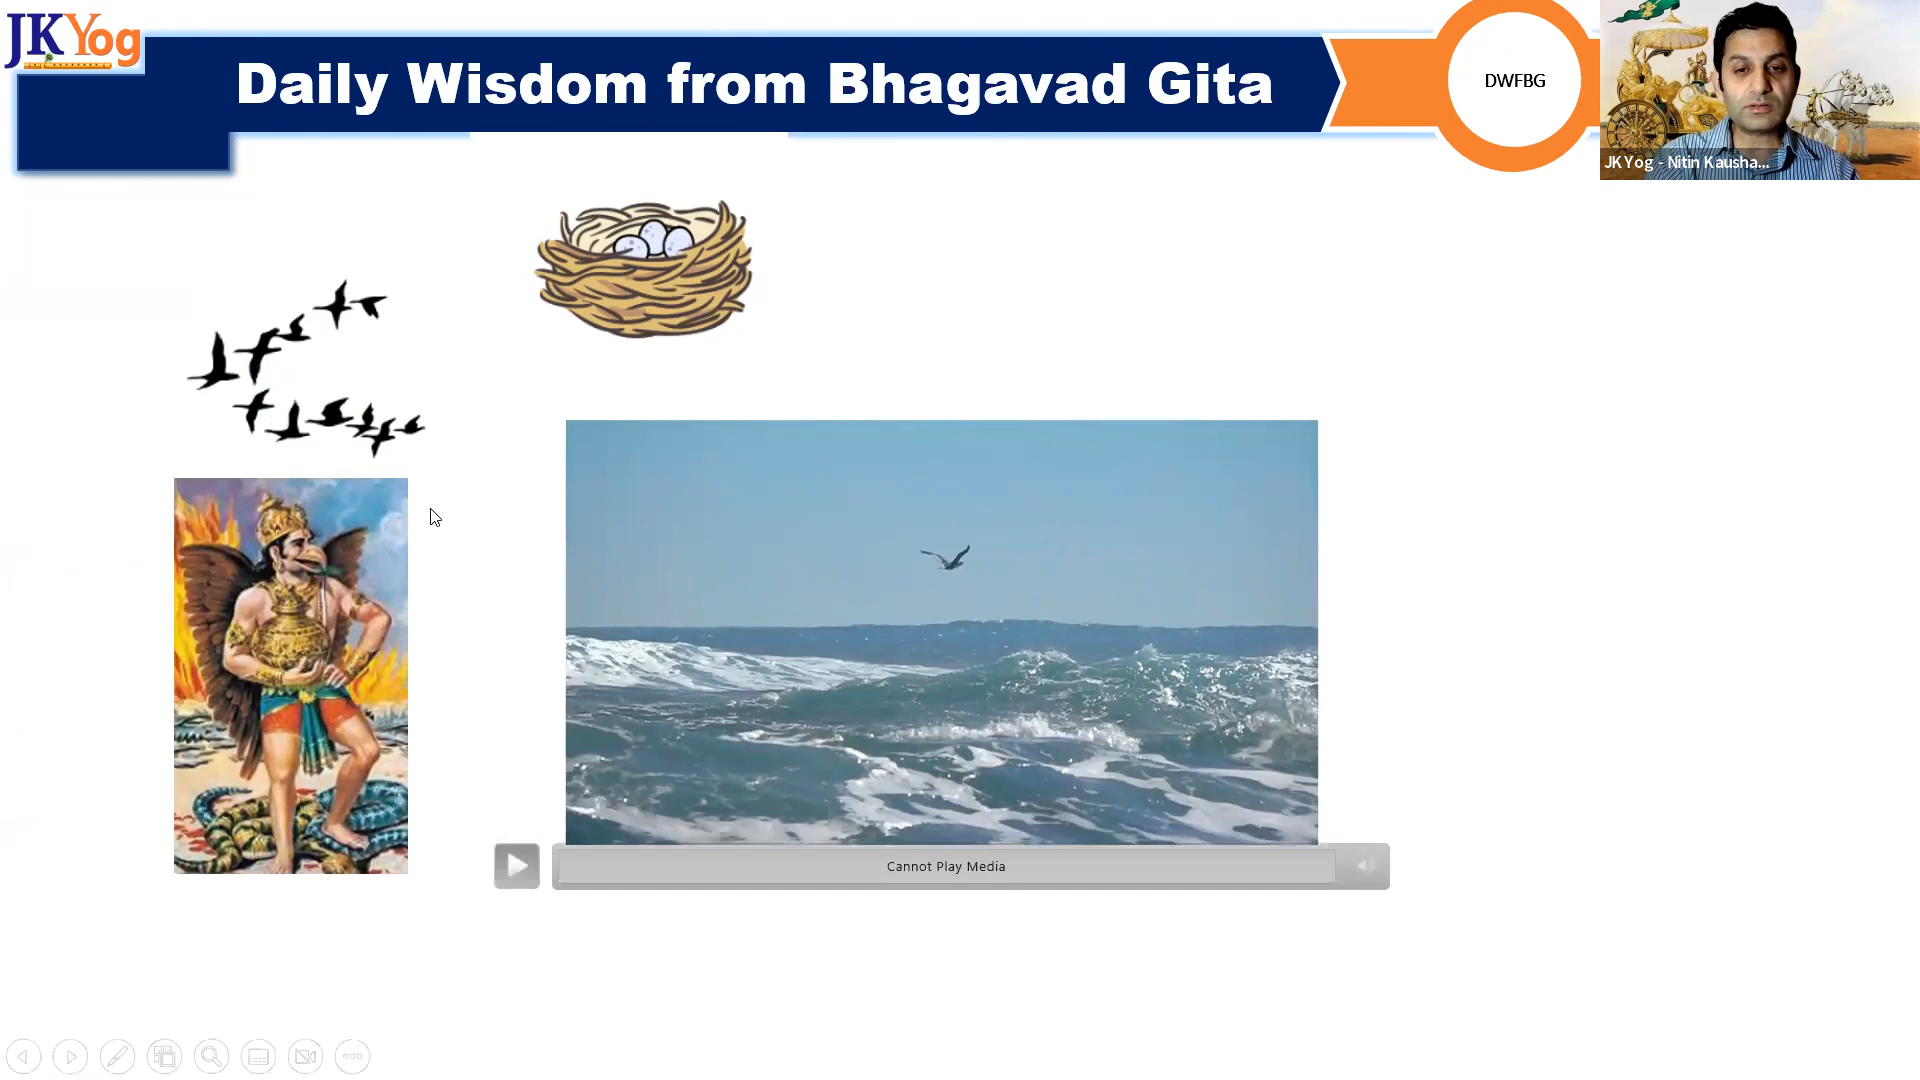 JKYog
Daily Wisdom from Bhagavad Gita
DWFBG
JK Yog - Nitin Kausha...
Cannot Play Media